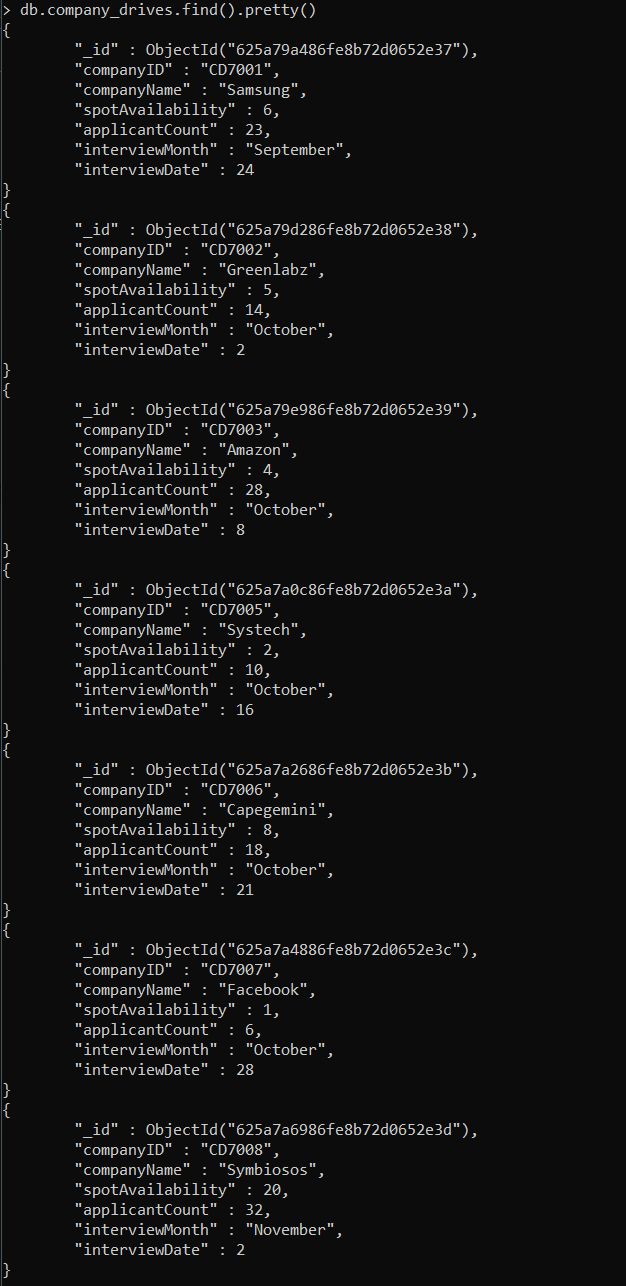 > db.company_drives.find().pretty()
{
"_id" : ObjectId("625a79a486fe8b72d0652e37"),
"companyID" : "CD7001",
"companyName" : "Samsung",
"spotAvailability" : 6,
"applicantCount" : 23,
"interviewMonth" : "September",
"interviewDate" : 24
}
{
"_id" : ObjectId("625a79d286fe8b72d0652e38"),
"companyID" : "CD7002",
"companyName" : "Greenlabz",
"spotAvailability" : 5,
"applicantCount" : 14,
"interviewMonth" : "October",
"interviewDate" : 2
}
{
"_id" : ObjectId("625a79e986fe8b72d0652e39"),
"companyID" : "CD7003",
"companyName" : "Amazon",
"spotAvailability" : 4,
"applicantCount" : 28,
"interviewMonth" : "October",
"interviewDate" : 8
}
{
"_id" : ObjectId("625a7a0c86fe8b72d0652e3a"),
"companyID" : "CD7005",
"companyName" : "Systech",
"spotAvailability" : 2,
"applicantCount" : 10,
"interviewMonth" : "October",
"interviewDate" : 16
}
{
"_id" : ObjectId("625a7a2686fe8b72d0652e3b"),
"companyID" : "CD7006",
"companyName" : "Capegemini",
"spotAvailability" : 8,
"applicantCount" : 18,
"interviewMonth" : "October",
"interviewDate" : 21
}
{
"_id" : ObjectId("625a7a4886fe8b72d0652e3c"),
"companyID" : "CD7007",
"companyName" : "Facebook",
"spotAvailability" : 1,
"applicantCount" : 6,
"interviewMonth" : "October",
"interviewDate" : 28
}
{
"_id" : ObjectId("625a7a6986fe8b72d0652e3d"),
"companyID" : "CD7008",
"companyName" : "Symbiosos",
"spotAvailability" : 20,
"applicantCount" : 32,
"interviewMonth" : "November",
"interviewDate" : 2
}